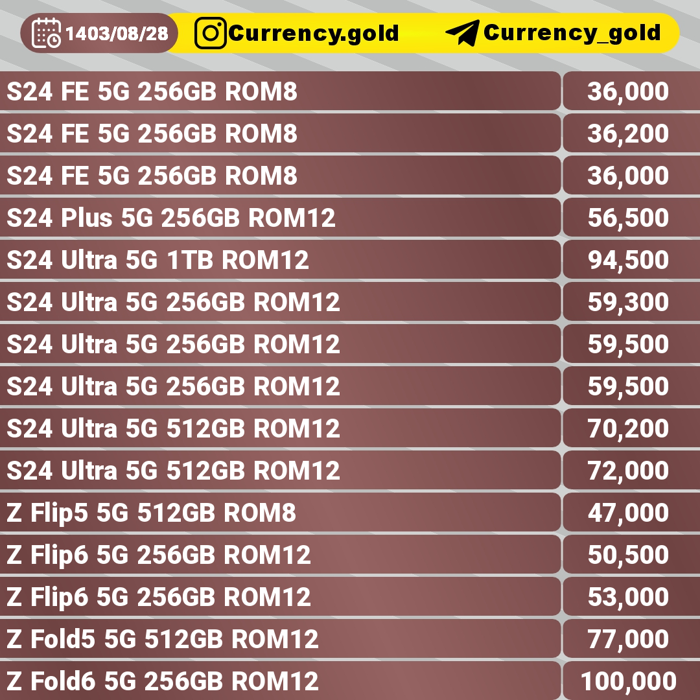 1403/08/28 Currency.gold Currency_gold
S24 FE 5G 256GB ROM8 36,000
S24 FE 5G 256GB ROM8 36,200
S24 FE 5G 256GB ROM8 36,000
S24 Plus 5G 256GB ROM12 56,500
S24 Ultra 5G 1TB ROM12 94,500
S24 Ultra 5G 256GB ROM12 59,300
S24 Ultra 5G 256GB ROM12 59,500
S24 Ultra 5G 256GB ROM12 59,500
S24 Ultra 5G 512GB ROM12 70,200
S24 Ultra 5G 512GB ROM12 72,000
Z Flip5 5G 512GB ROM8 47,000
Z Flip6 5G 256GB ROM12 50,500
Z Flip6 5G 256GB ROM12 53,000
Z Fold5 5G 512GB ROM12 77,000
Z Fold6 5G 256GB ROM12 100,000